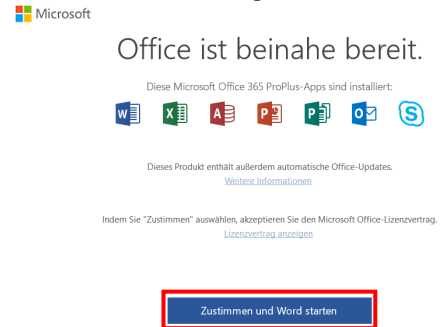 Microsoft
Office ist beinahe bereit.
Diese Microsoft Office 365 ProPlus-Apps sind installiert:
W X A P P O S
Dieses Produkt enthält außerdem automatische Office-Updates.
Weitere Informationen
Indem Sie "Zustimmen" auswählen, akzeptieren Sie den Microsoft Office-Lizenzvertrag.
Lizenzvertrag anzeigen
Zustimmen und Word starten